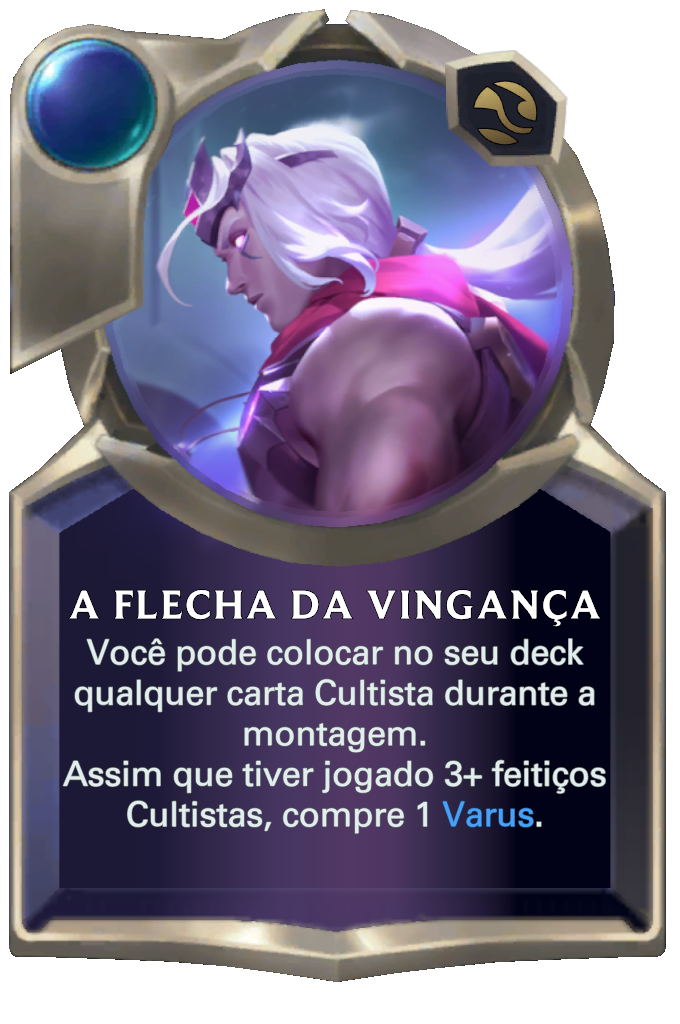 A FLECHA DA VINGANÇA
Você pode colocar no seu deck
qualquer carta Cultista durante a
montagem.
Assim que tiver jogado 3+ feitiços
Cultistas, compre 1 Varus.